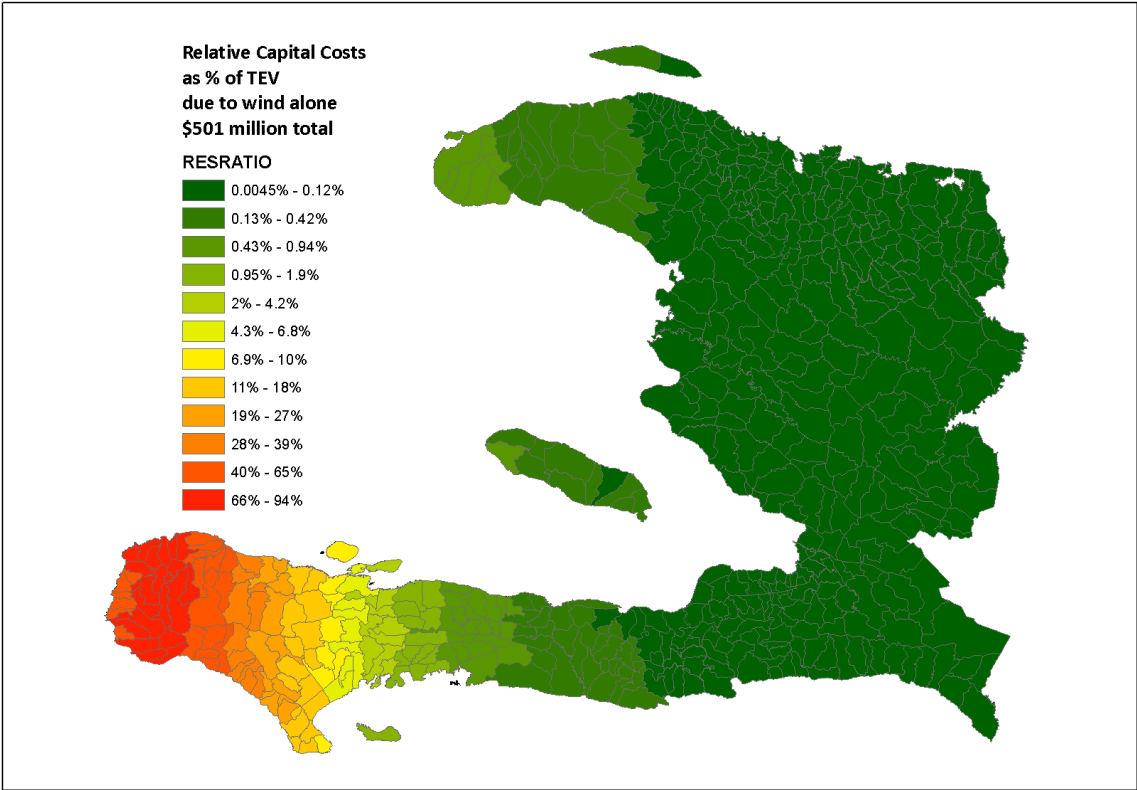 Relative Capital Costs
as % of TEV
due to wind alone
$501 million total
RESRATIO
0.0045% - 0.12%
0.13% - 0.42%
0.43% - 0.94%
0.95% - 1.9%
2% - 4.2%
4.3% - 6.8%
6.9% - 10%
11% - 18%
19% - 27%
28% - 39%
40% - 65%
66% - 94%